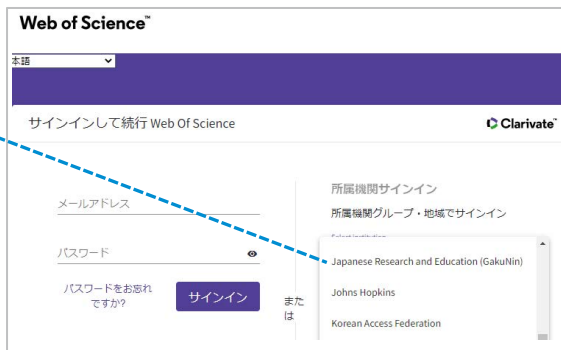 Web of Science™
本語
サインインして続行 Web Of Science
Clarivate™
メールアドレス
パスワード
パスワードをお忘れ
ですか?
サインイン
また
は
所属機関サインイン
所属機関グループ・地域でサインイン
Select institution
Japanese Research and Education (GakuNin)
Johns Hopkins
Korean Access Federation